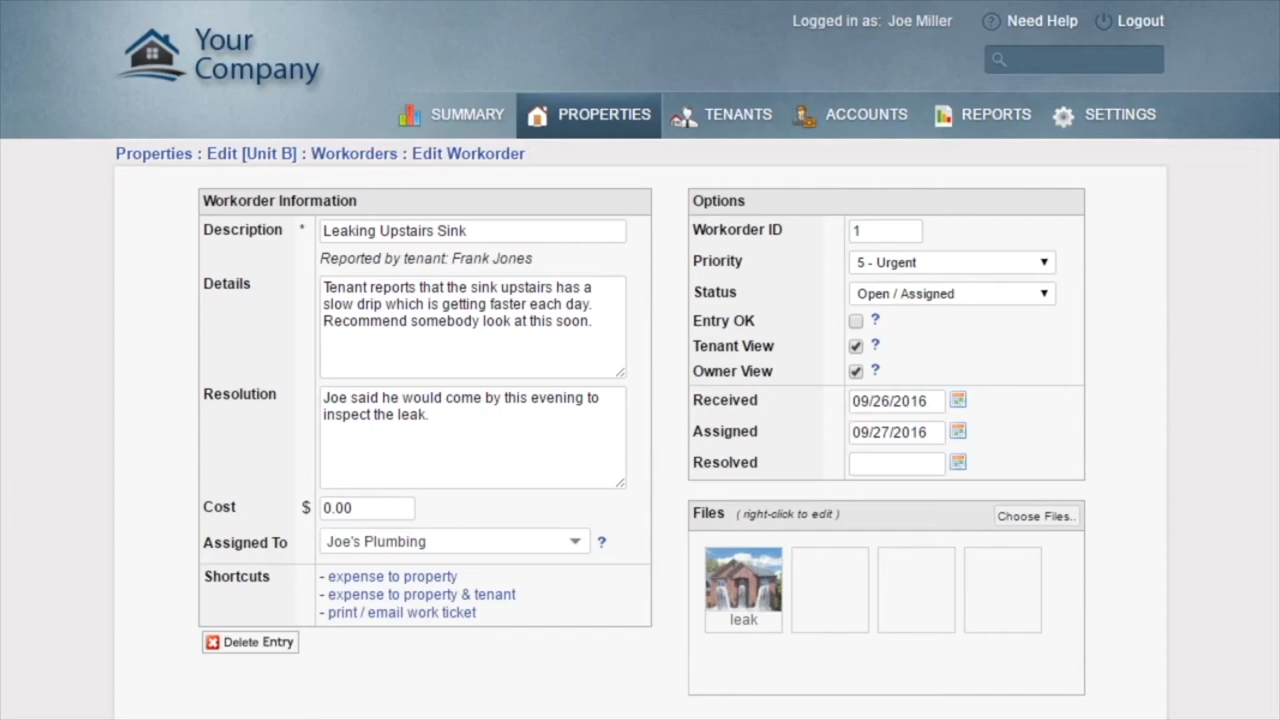 Your
Company
Logged in as: Joe Miller
Need Help
Logout
SUMMARY
PROPERTIES
TENANTS
ACCOUNTS
REPORTS
SETTINGS
Properties : Edit [Unit B] : Workorders : Edit Workorder
Workorder Information
Description * Leaking Upstairs Sink
Reported by tenant: Frank Jones
Details
Tenant reports that the sink upstairs has a
slow drip which is getting faster each day.
Recommend somebody look at this soon.
Resolution
Joe said he would come by this evening to
inspect the leak.
Cost $ 0.00
Assigned To Joe's Plumbing ?
Shortcuts
- expense to property
- expense to property & tenant
- print / email work ticket
Delete Entry
Options
Workorder ID 1
Priority 5 - Urgent
Status Open / Assigned
Entry OK ?
Tenant View ?
Owner View ?
Received 09/26/2016
Assigned 09/27/2016
Resolved
Files ( right-click to edit ) Choose Files..
leak